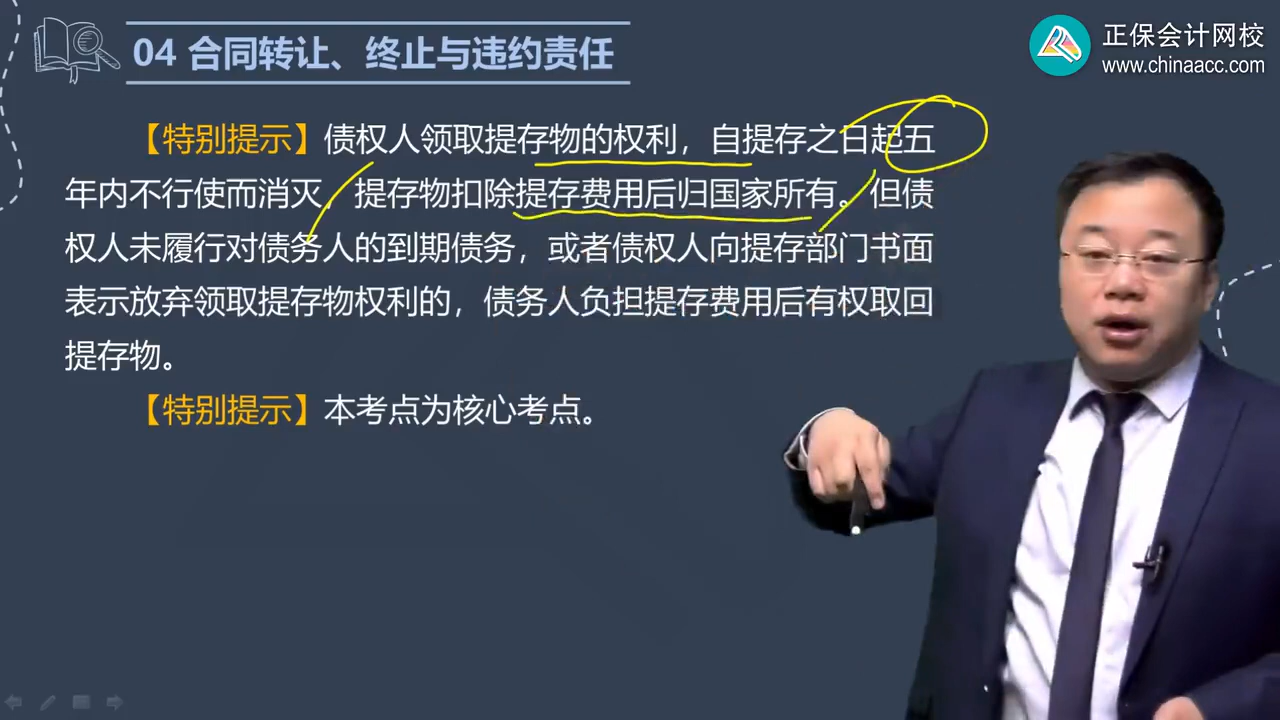 04 合同转让、终止与违约责任
正保会计网校
www.chinaacc.com
【特别提示】债权人领取提存物的权利，自提存之日起五
年内不行使而消灭，提存物扣除提存费用后归国家所有。但债
权人未履行对债务人的到期债务，或者债权人向提存部门书面
表示放弃领取提存物权利的，债务人负担提存费用后有权取回
提存物。
【特别提示】本考点为核心考点。